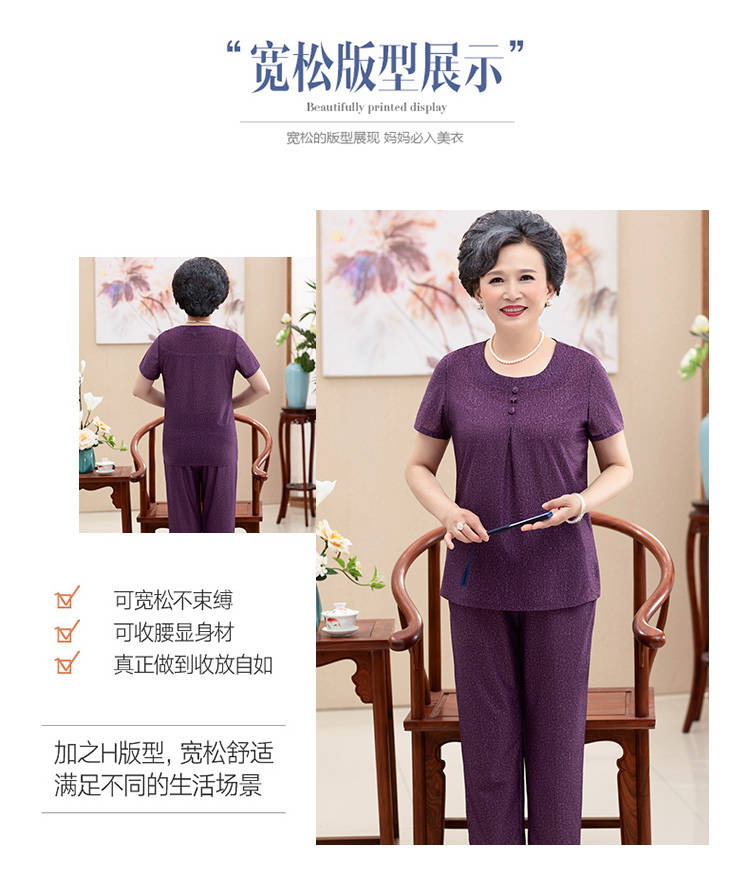 “宽松版型展示”
Beautifully printed display
宽松的版型展现 妈妈必入美衣
可宽松不束缚
可收腰显身材
真正做到收放自如
加之H版型, 宽松舒适
满足不同的生活场景